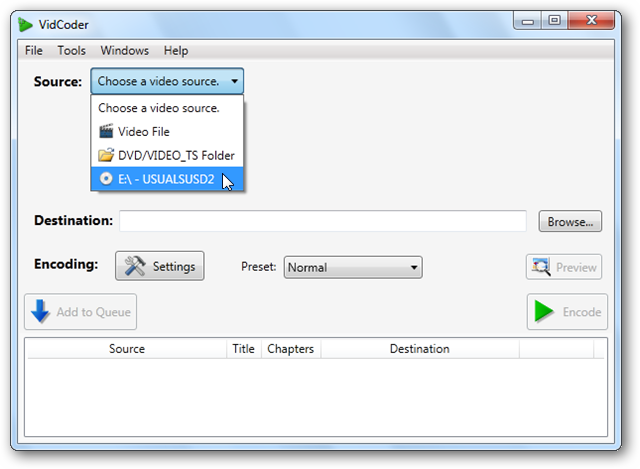 VidCoder
File Tools Windows Help
Source: Choose a video source.
Choose a video source.
Video File
DVD/VIDEO_TS Folder
E:\ - USUALSUSD2
Destination: Browse...
Encoding: Settings Preset: Normal Preview
Add to Queue Encode
Source Title Chapters Destination